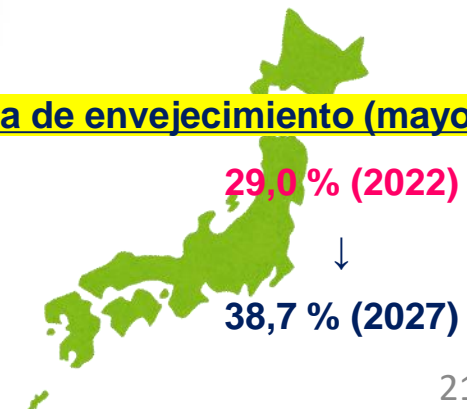 a de envejecimiento (mayo
29,0 % (2022)
↓
38,7 % (2027)
21